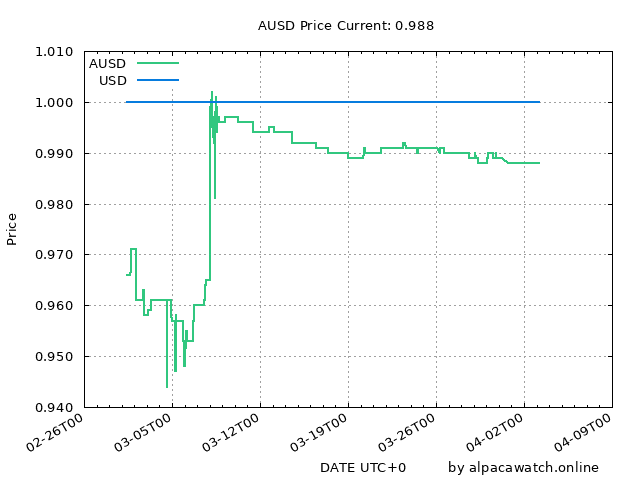 AUSD Price Current: 0.988
1.010
AUSD
USD
1.000
0.990
0.980
0.970
0.960
0.950
0.940
Price
02-26T00
03-05T00
03-12T00
03-19T00
03-26T00
04-02T00
04-09T00
DATE UTC+0
by alpacawatch.online